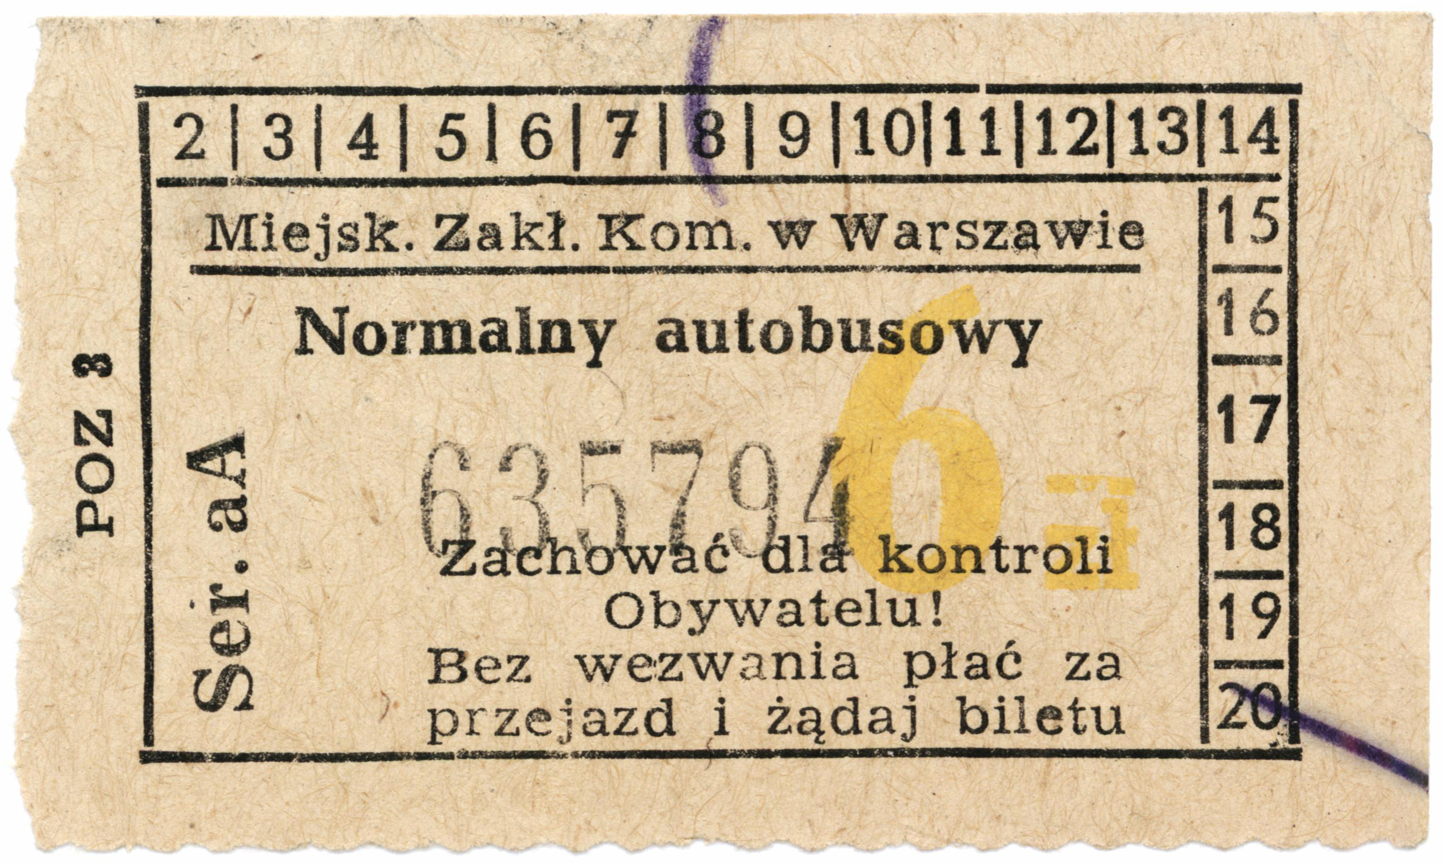 2 | 3 | 4 | 5 | 6 | 7 | 8 | 9 | 10 | 11 | 12 | 13 | 14
15
16
17
18
19
20
Miejsk. Zakł. Kom. w Warszawie
Normalny autobusowy
6 zł
635794
Zachować dla kontroli
Obywatelu!
Bez wezwania płać za
przejazd i żądaj biletu
Ser. aA
POZ 3